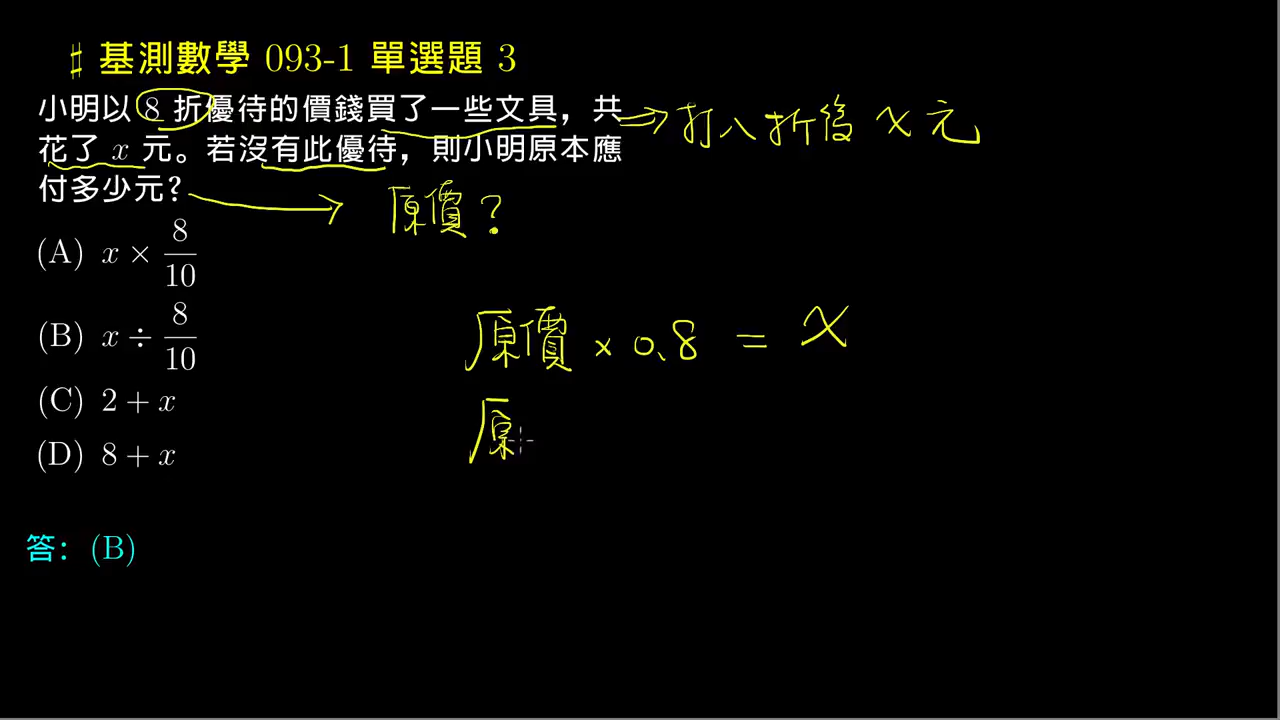 ♯ 基測數學 093-1 單選題 3
小明以 8 折優待的價錢買了一些文具，共
花了 x 元。若沒有此優待，則小明原本應
付多少元？
⇒ 打八折後 x 元
→ 原價？
(A) x × 8/10
(B) x ÷ 8/10
(C) 2 + x
(D) 8 + x
原價 × 0.8 = x
原
答：(B)